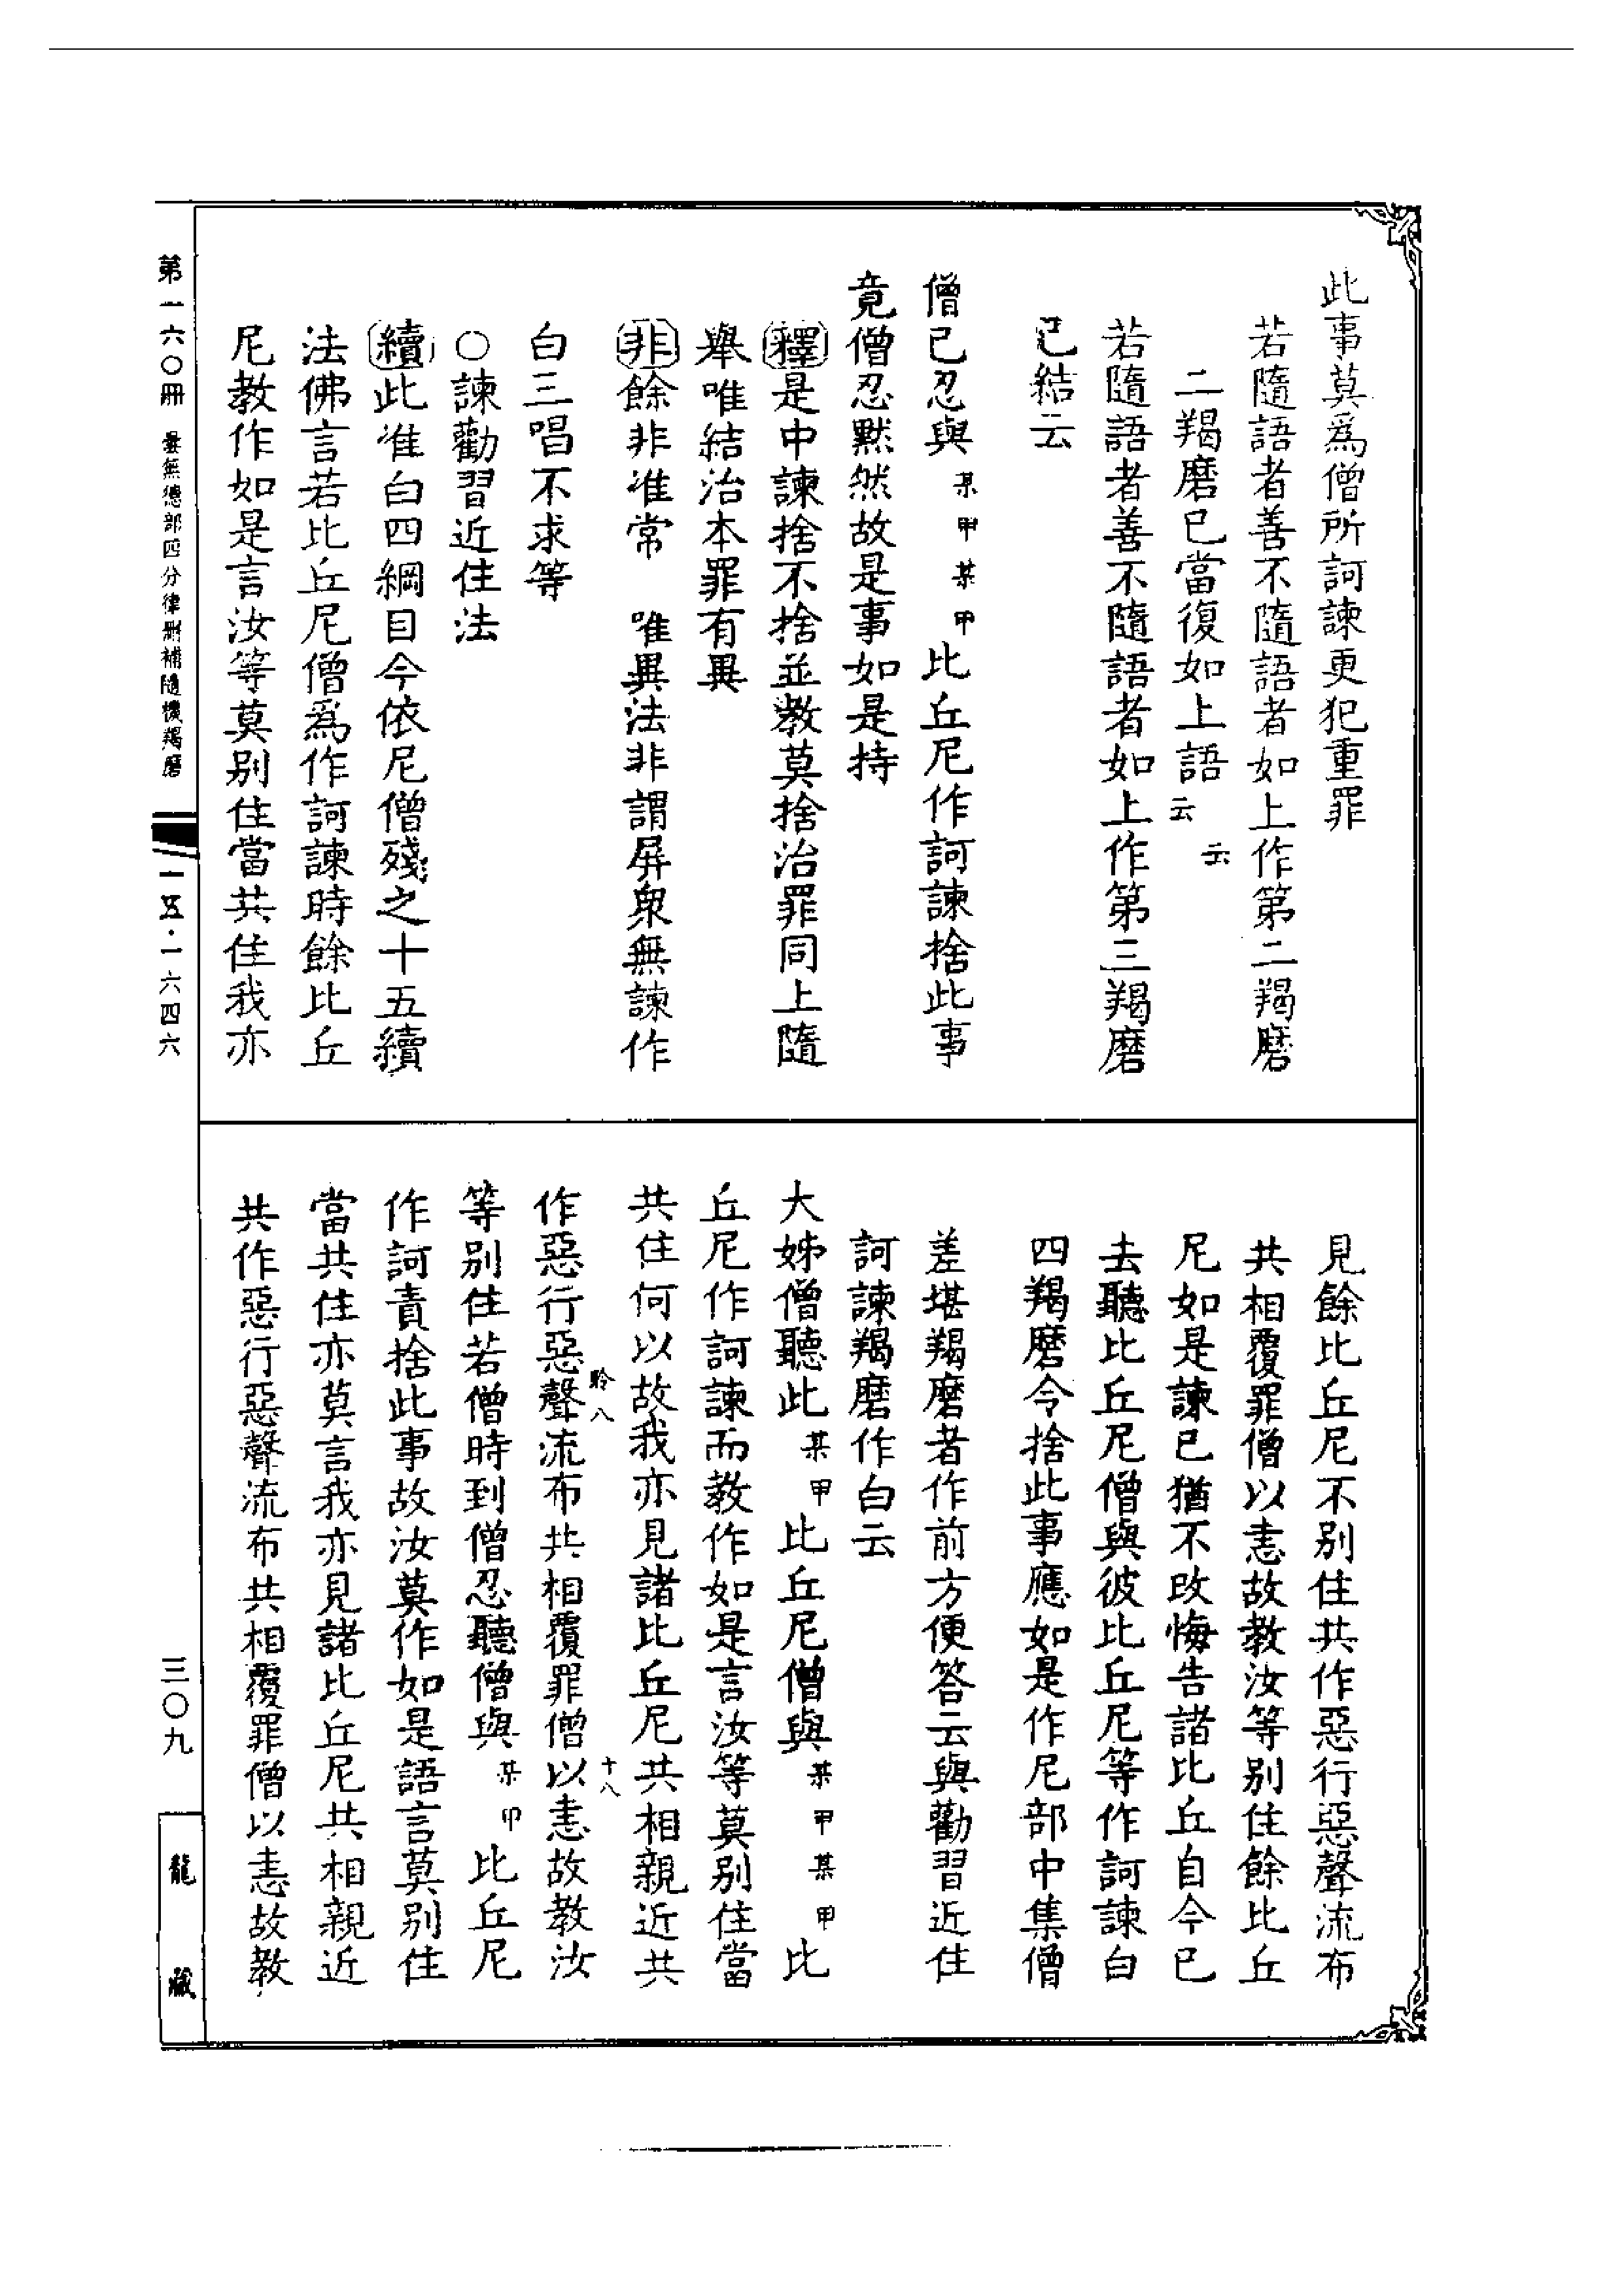 此事莫爲僧所訶諫更犯重罪
若隨語者善不隨語者如上作第二羯磨
二羯磨已當復如上語云云
若隨語者善不隨語者如上作第三羯磨
已結云
僧已忍與某甲某甲比丘尼作訶諫捨此事
竟僧忍默然故是事如是持
釋是中諫捨不捨並教莫捨治罪同上隨
舉唯結治本罪有異
非餘非准常　唯異法非謂屏眾無諫作
白三唱不求等
○諫勸習近住法
續此准白四綱目今依尼僧殘之十五續
法佛言若比丘尼僧爲作訶諫時餘比丘
尼教作如是言汝等莫別住當共住我亦
見餘比丘尼不別住共作惡行惡聲流布
共相覆罪僧以恚故教汝等別住餘比丘
尼如是諫已猶不改悔告諸比丘自今已
去聽比丘尼僧與彼比丘尼等作訶諫白
四羯磨令捨此事應如是作尼部中集僧
差堪羯磨者作前方便答云與勸習近住
訶諫羯磨作白云
大姊僧聽此某甲比丘尼僧與某甲某甲比
丘尼作訶諫而教作如是言汝等莫別住當
共住何以故我亦見諸比丘尼共相親近共
聆八
十八
作惡行惡聲流布共相覆罪僧以恚故教汝
等別住若僧時到僧忍聽僧與某甲比丘尼
作訶責捨此事故汝莫作如是語言莫別住
當共住亦莫言我亦見諸比丘尼共相親近
共作惡行惡聲流布共相覆罪僧以恚故教
第一六〇冊　曇無德部四分律刪補隨機羯磨
一五·一六四六
三〇九
龍藏